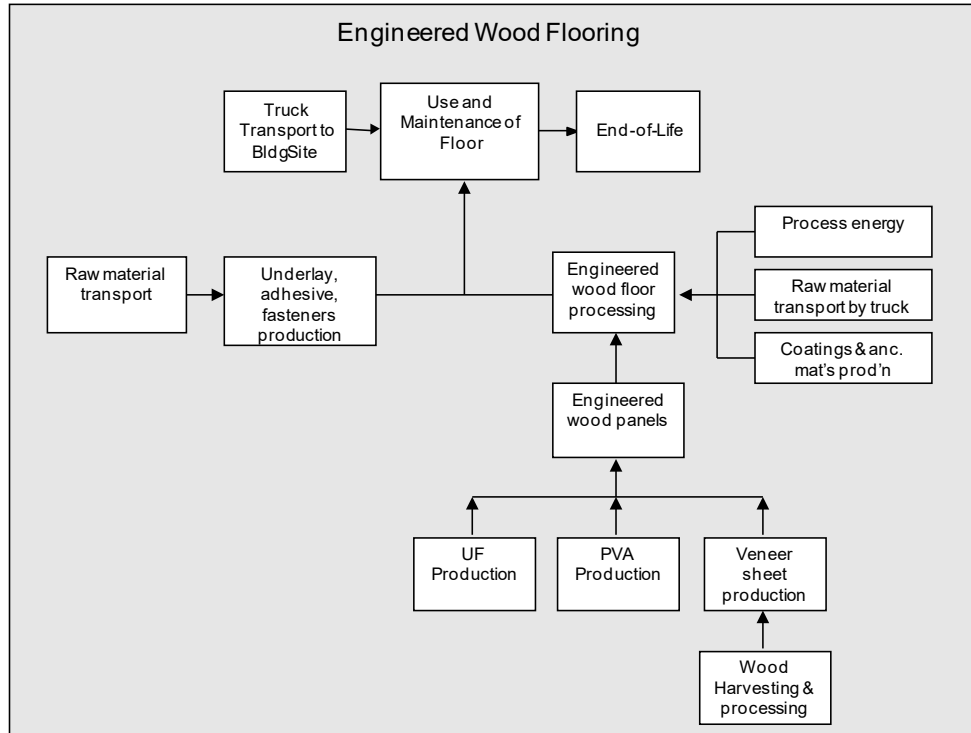 Engineered Wood Flooring
Truck
Transport to
BldgSite
Use and
Maintenance of
Floor
End-of-Life
Process energy
Raw material
transport
Underlay,
adhesive,
fasteners
production
Engineered
wood floor
processing
Raw material
transport by truck
Coatings & anc.
mat's prod'n
Engineered
wood panels
UF
Production
PVA
Production
Veneer
sheet
production
Wood
Harvesting &
processing